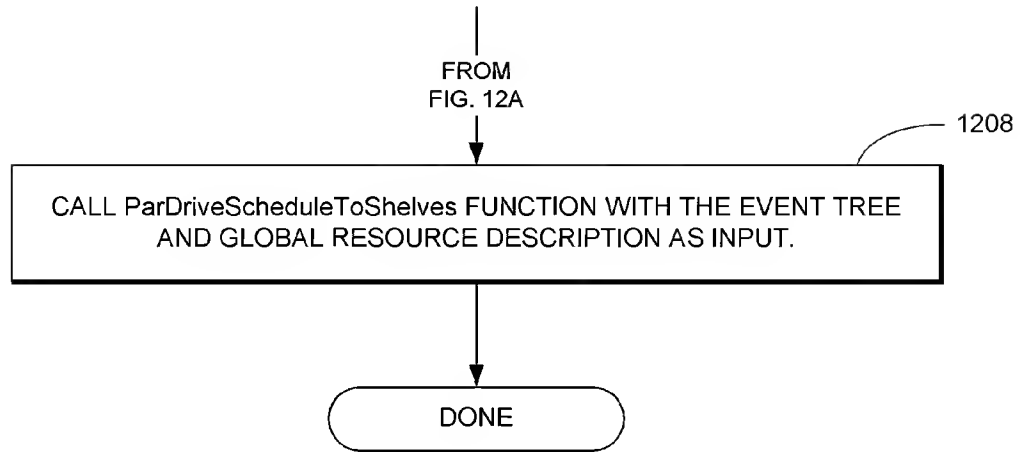 FROM
FIG. 12A
1208
CALL ParDriveScheduleToShelves FUNCTION WITH THE EVENT TREE
AND GLOBAL RESOURCE DESCRIPTION AS INPUT.
DONE